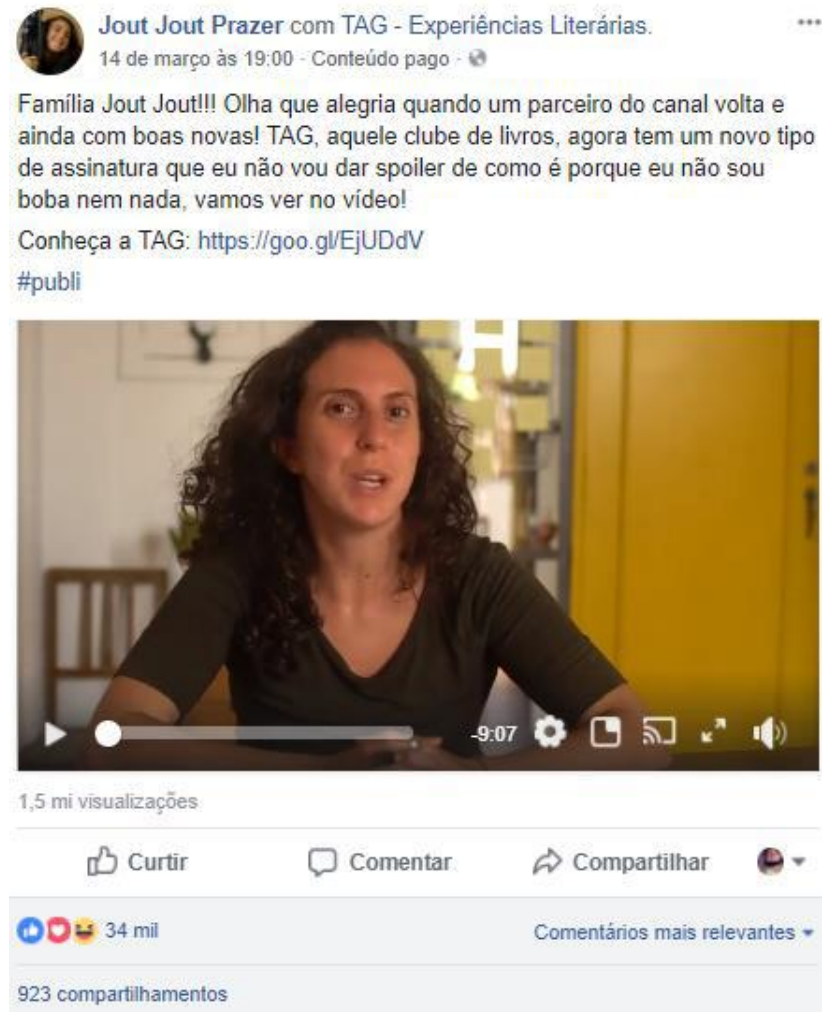 Jout Jout Prazer com TAG - Experiências Literárias.
14 de março às 19:00 · Conteúdo pago ·
Família Jout Jout!!! Olha que alegria quando um parceiro do canal volta e
ainda com boas novas! TAG, aquele clube de livros, agora tem um novo tipo
de assinatura que eu não vou dar spoiler de como é porque eu não sou
boba nem nada, vamos ver no vídeo!
Conheça a TAG: https://goo.gl/EjUDdV
#publi
-9:07
1,5 mi visualizações
Curtir Comentar Compartilhar
34 mil Comentários mais relevantes
923 compartilhamentos